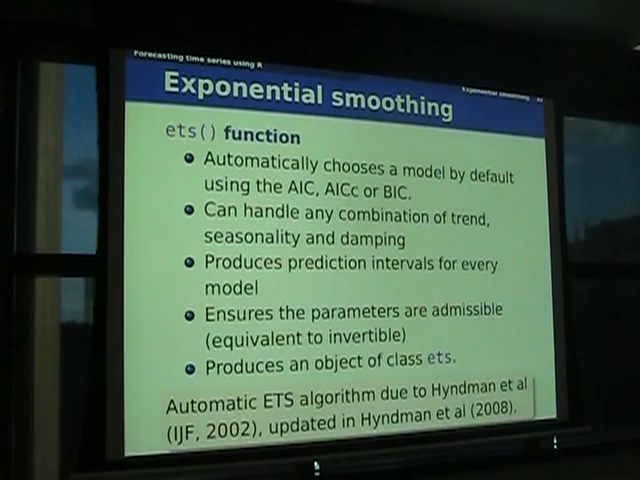 Forecasting time series using R
Exponential smoothing
Exponential smoothing
ets() function
Automatically chooses a model by default
using the AIC, AICc or BIC.
Can handle any combination of trend,
seasonality and damping
Produces prediction intervals for every
model
Ensures the parameters are admissible
(equivalent to invertible)
Produces an object of class ets.
Automatic ETS algorithm due to Hyndman et al
(IJF, 2002), updated in Hyndman et al (2008).